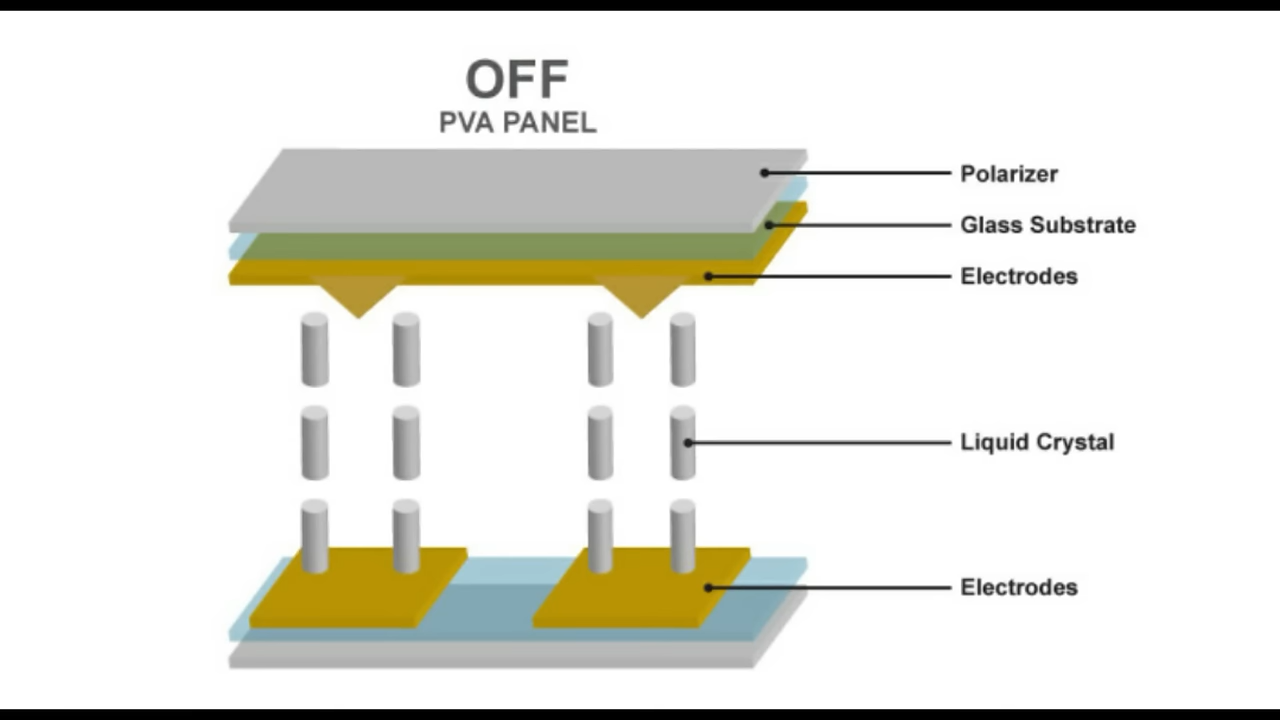 OFF
PVA PANEL
Polarizer
Glass Substrate
Electrodes
Liquid Crystal
Electrodes